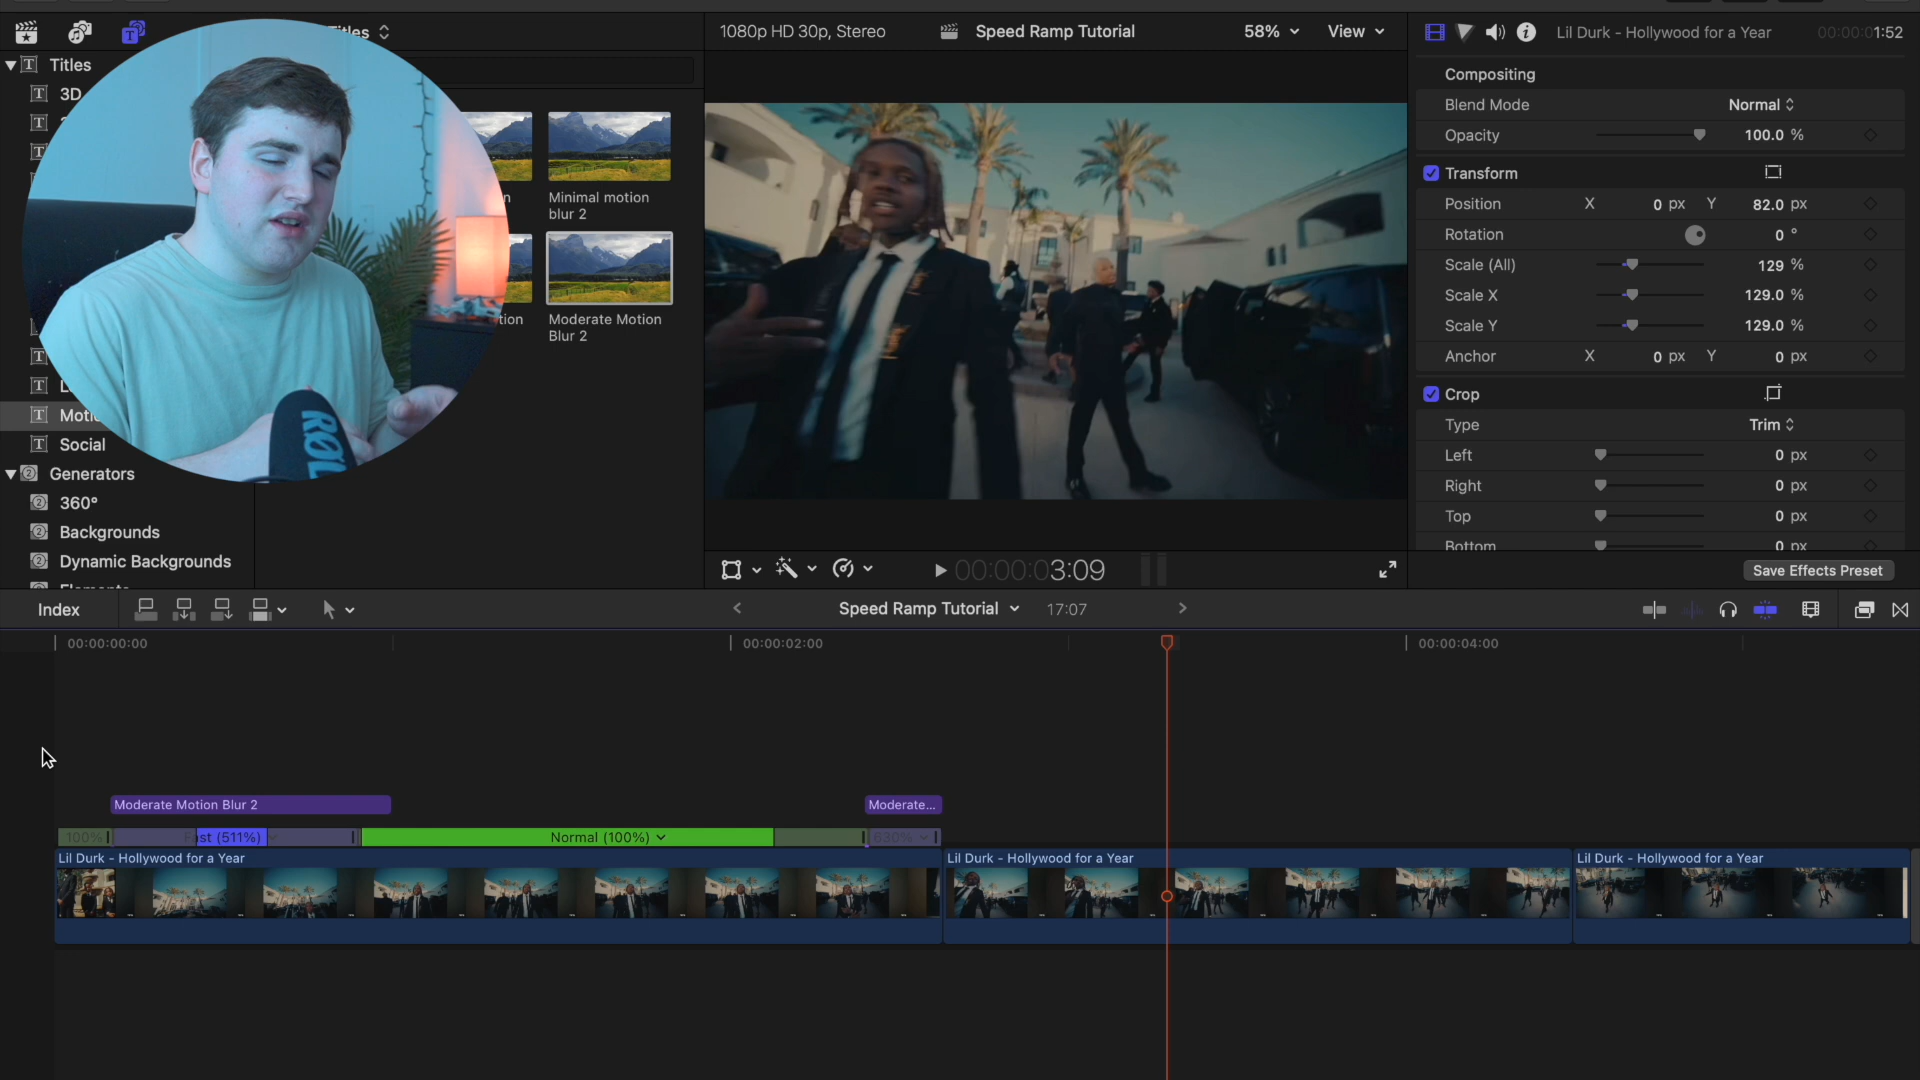 Titles
1080p HD 30p, Stereo
Speed Ramp Tutorial
58%
View
Lil Durk - Hollywood for a Year
00:00:01:52
Titles
3D
Social
Generators
360°
Backgrounds
Dynamic Backgrounds
Minimal motion
blur 2
Moderate Motion
Blur 2
RØ
Compositing
Blend Mode
Normal
Opacity
100.0 %
Transform
Position X 0 px Y 82.0 px
Rotation 0 °
Scale (All) 129 %
Scale X 129.0 %
Scale Y 129.0 %
Anchor X 0 px Y 0 px
Crop
Type Trim
Left 0 px
Right 0 px
Top 0 px
Bottom 0 px
Save Effects Preset
00:00:03:09
Index
Speed Ramp Tutorial
17:07
00:00:00:00
00:00:02:00
00:00:04:00
Moderate Motion Blur 2
Moderate...
100%
Fast (511%)
Normal (100%)
630%
Lil Durk - Hollywood for a Year
Lil Durk - Hollywood for a Year
Lil Durk - Hollywood for a Year